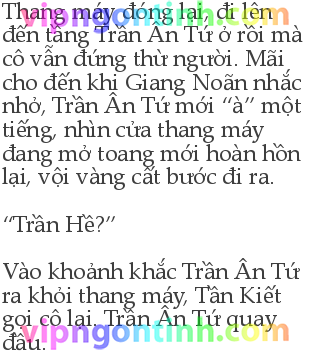 vipngontinh.com
Thang máy đóng lại, đi lên
đến tầng Trần Ân Tứ ở rồi mà
cô vẫn đứng thừ người. Mãi
cho đến khi Giang Noãn nhắc
nhở, Trần Ân Tứ mới “à” một
tiếng, nhìn cửa thang máy
đang mở toang mới hoàn hồn
lại, vội vàng cất bước đi ra.
“Trần Hề?”
Vào khoảnh khắc Trần Ân Tứ
ra khỏi thang máy, Tần Kiết
gọi cô lại, Trần Ân Tứ quay
đầu.
vipngontinh.com